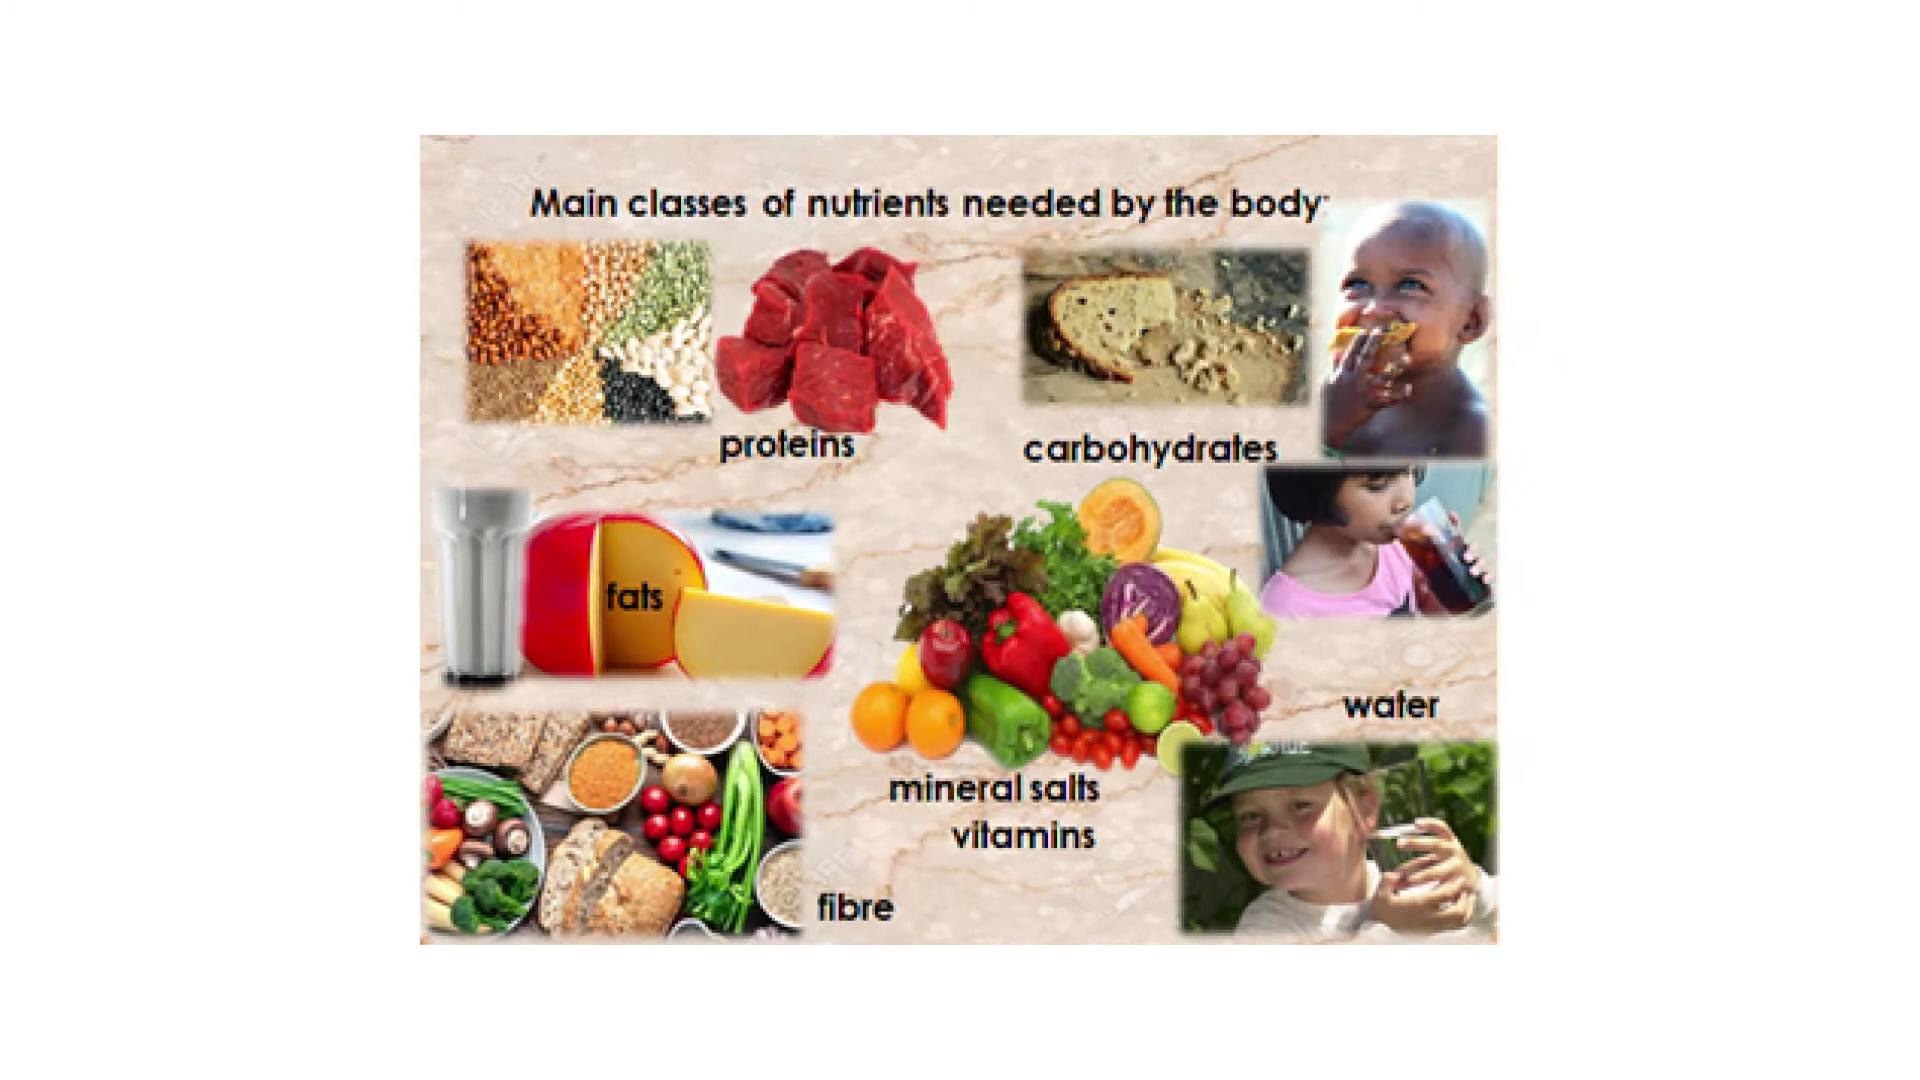 Main classes of nutrients needed by the body:
proteins
carbohydrates
fats
water
mineral salts
vitamins
fibre